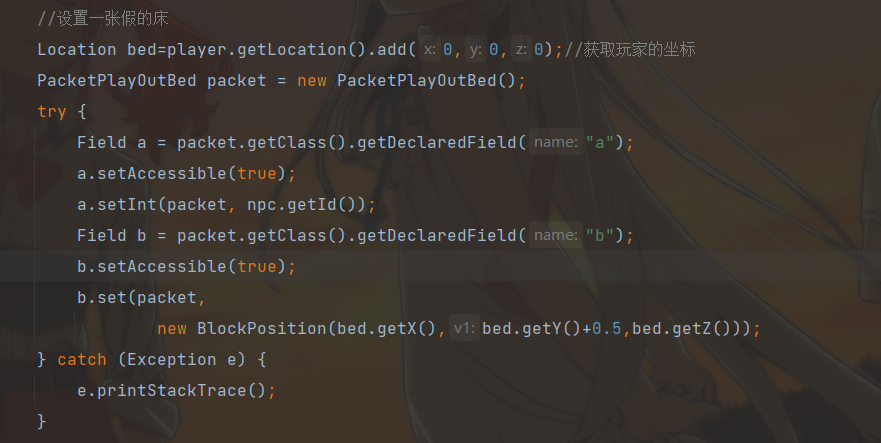 //设置一张假的床
Location bed=player.getLocation().add( x: 0, y: 0, z: 0);//获取玩家的坐标
PacketPlayOutBed packet = new PacketPlayOutBed();
try {
Field a = packet.getClass().getDeclaredField( name: "a");
a.setAccessible(true);
a.setInt(packet, npc.getId());
Field b = packet.getClass().getDeclaredField( name: "b");
b.setAccessible(true);
b.set(packet,
new BlockPosition(bed.getX(), v1: bed.getY()+0.5,bed.getZ()));
} catch (Exception e) {
e.printStackTrace();
}